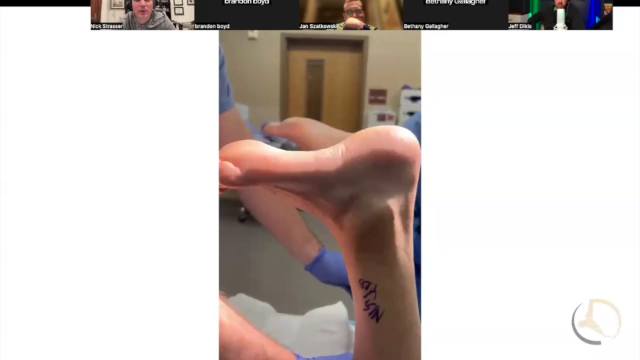 brandon boyd
Bethany Gallagher
Nick Strasser
brandon boyd
Jan Szatkowski
Bethany Gallagher
Jeff Dikis